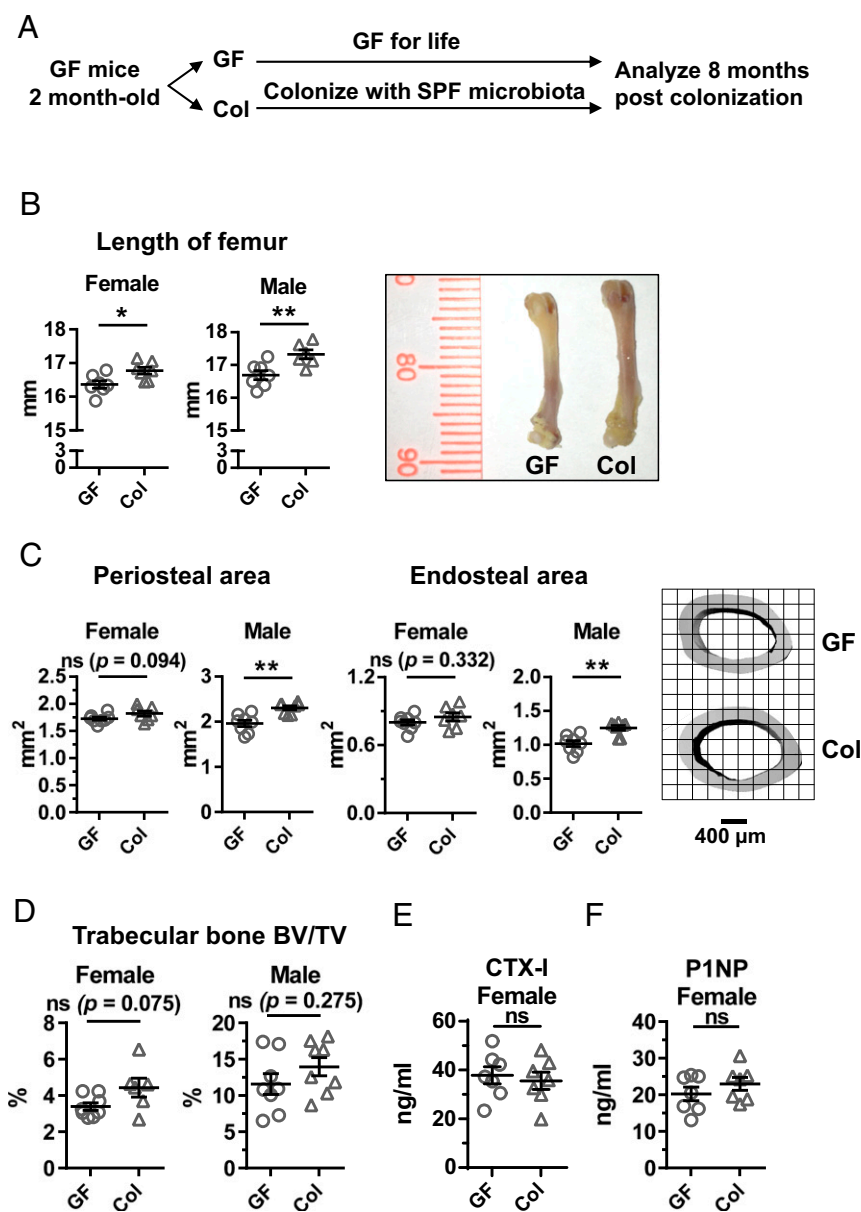 A
GF mice
2 month-old
GF
GF for life
Col
Colonize with SPF microbiota
Analyze 8 months
post colonization
B
Length of femur
Female
*
mm
18
17
16
15
3
0
GF
Col
Male
**
mm
18
17
16
15
3
0
GF
Col
80
90
GF
Col
C
Periosteal area
Female
ns (p = 0.094)
mm2
2.5
2.0
1.5
1.0
0.5
0.0
GF
Col
Male
**
mm2
3
2
1
0
GF
Col
Endosteal area
Female
ns (p = 0.332)
mm2
1.2
0.9
0.6
0.3
0.0
GF
Col
Male
**
mm2
2.0
1.5
1.0
0.5
0.0
GF
Col
GF
Col
400 µm
D
Trabecular bone BV/TV
Female
ns (p = 0.075)
%
8
6
4
2
0
GF
Col
Male
ns (p = 0.275)
%
20
15
10
5
0
GF
Col
E
CTX-I
Female
ns
ng/ml
60
40
20
0
GF
Col
F
P1NP
Female
ns
ng/ml
40
30
20
10
0
GF
Col